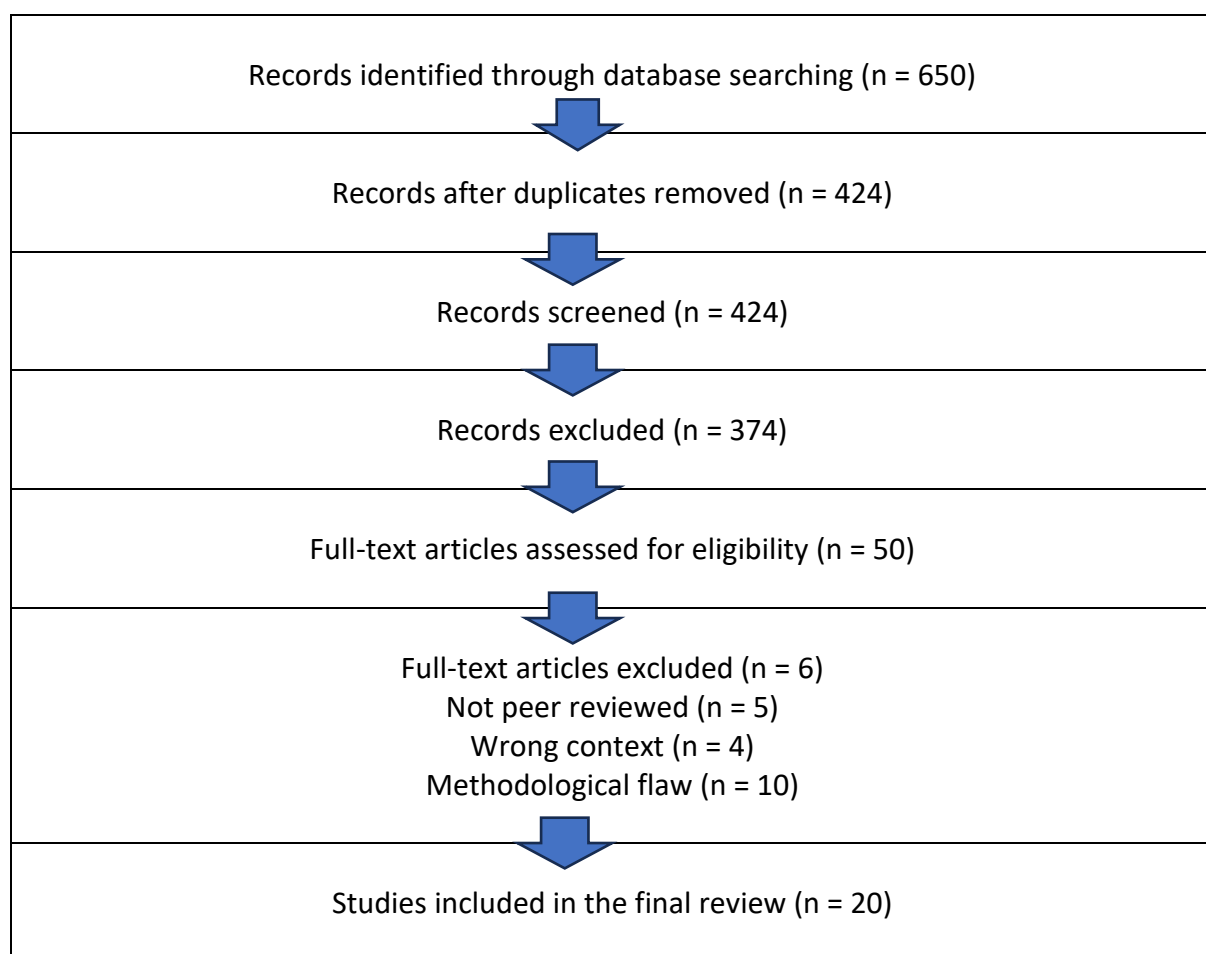 Records identified through database searching (n = 650)
Records after duplicates removed (n = 424)
Records screened (n = 424)
Records excluded (n = 374)
Full-text articles assessed for eligibility (n = 50)
Full-text articles excluded (n = 6)
Not peer reviewed (n = 5)
Wrong context (n = 4)
Methodological flaw (n = 10)
Studies included in the final review (n = 20)